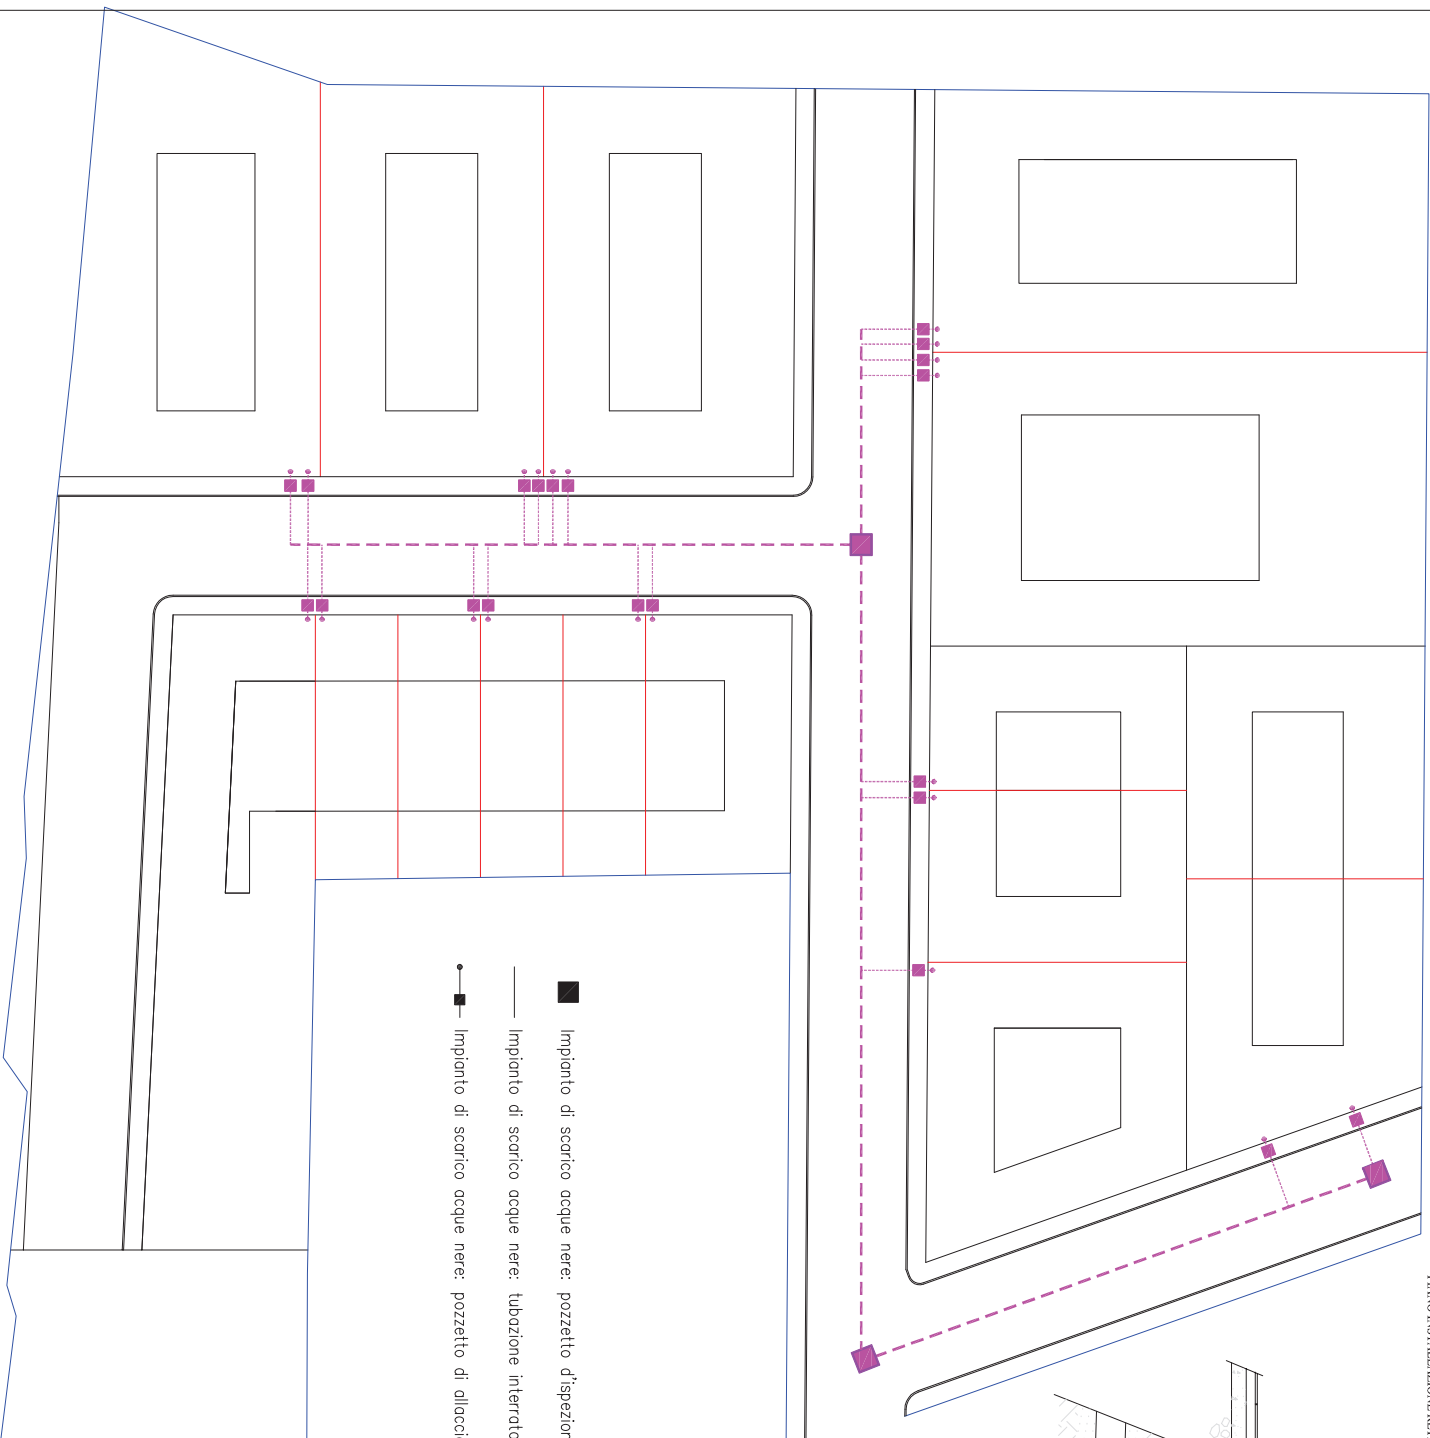 Impianto di scarico acque nere: pozzetto d'ispezion
Impianto di scarico acque nere: tubazione interrat
Impianto di scarico acque nere: pozzetto di allacci